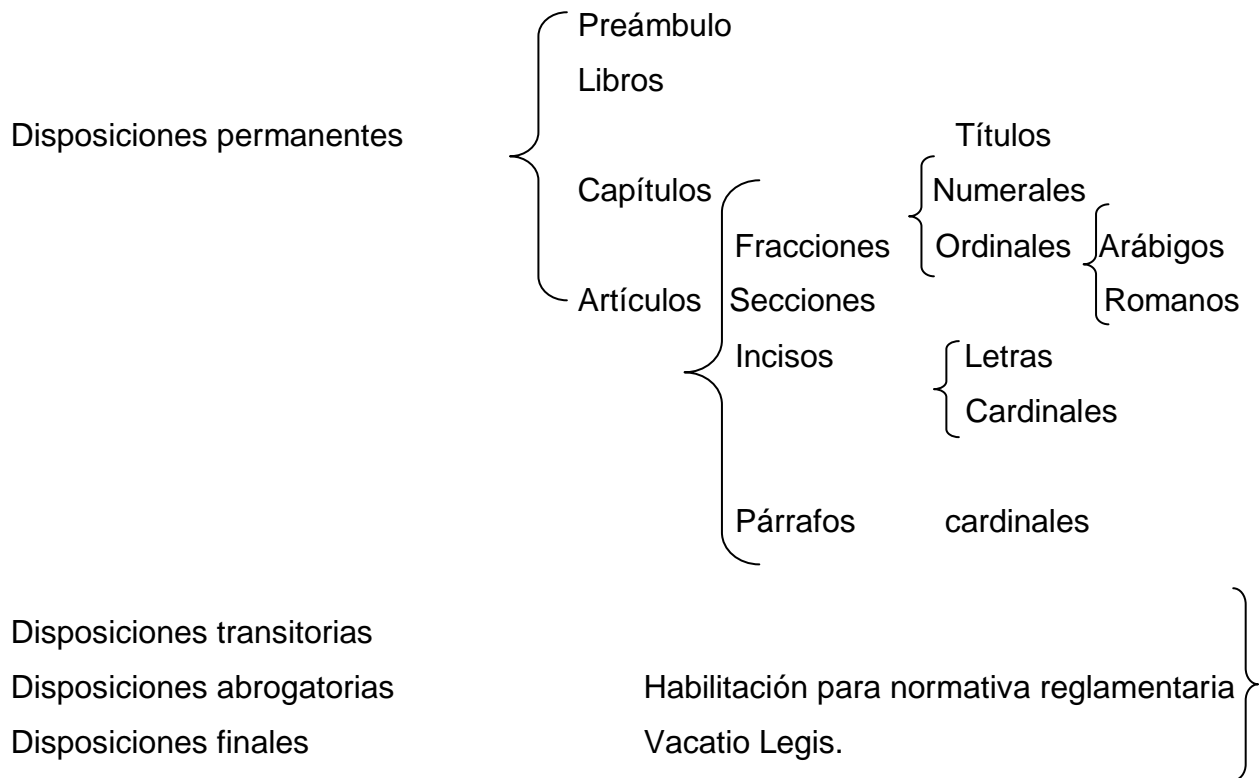 Preámbulo
Libros
Disposiciones permanentes Títulos
Capítulos Numerales
Fracciones Ordinales Arábigos
Artículos Secciones Romanos
Incisos Letras
Cardinales
Párrafos cardinales
Disposiciones transitorias
Disposiciones abrogatorias Habilitación para normativa reglamentaria
Disposiciones finales Vacatio Legis.